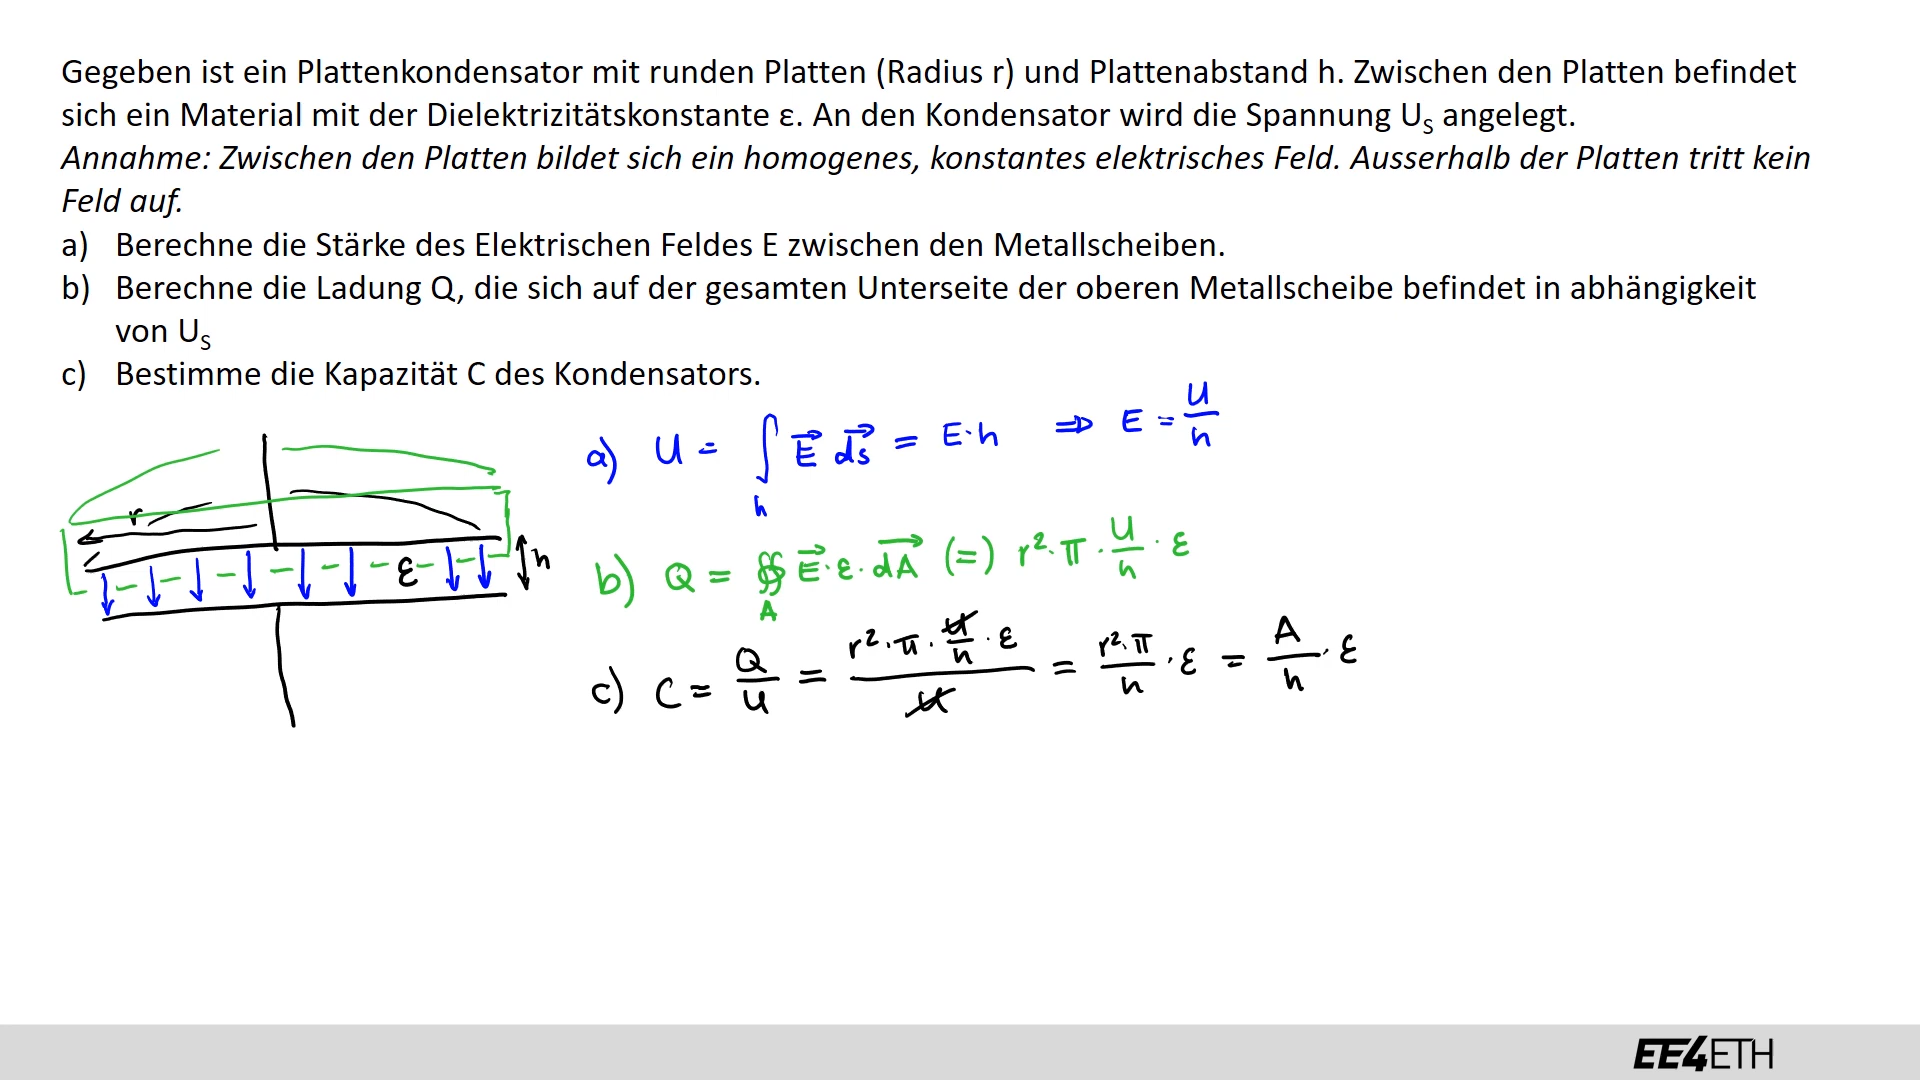 Gegeben ist ein Plattenkondensator mit runden Platten (Radius r) und Plattenabstand h. Zwischen den Platten befindet
sich ein Material mit der Dielektrizitätskonstante ε. An den Kondensator wird die Spannung U_S angelegt.
Annahme: Zwischen den Platten bildet sich ein homogenes, konstantes elektrisches Feld. Ausserhalb der Platten tritt kein
Feld auf.
a) Berechne die Stärke des Elektrischen Feldes E zwischen den Metallscheiben.
b) Berechne die Ladung Q, die sich auf der gesamten Unterseite der oberen Metallscheibe befindet in abhängigkeit
von U_S
c) Bestimme die Kapazität C des Kondensators.
a) U = ∫_h E⃗ ds⃗ = E·h ⇒ E = U/h
r
ε
h
b) Q = ∯_A E⃗·ε·dA⃗ (=) r²·π·U/h·ε
c) C = Q/U = (r²·π·U/h·ε)/U = (r²·π)/h·ε = A/h·ε
EE4ETH